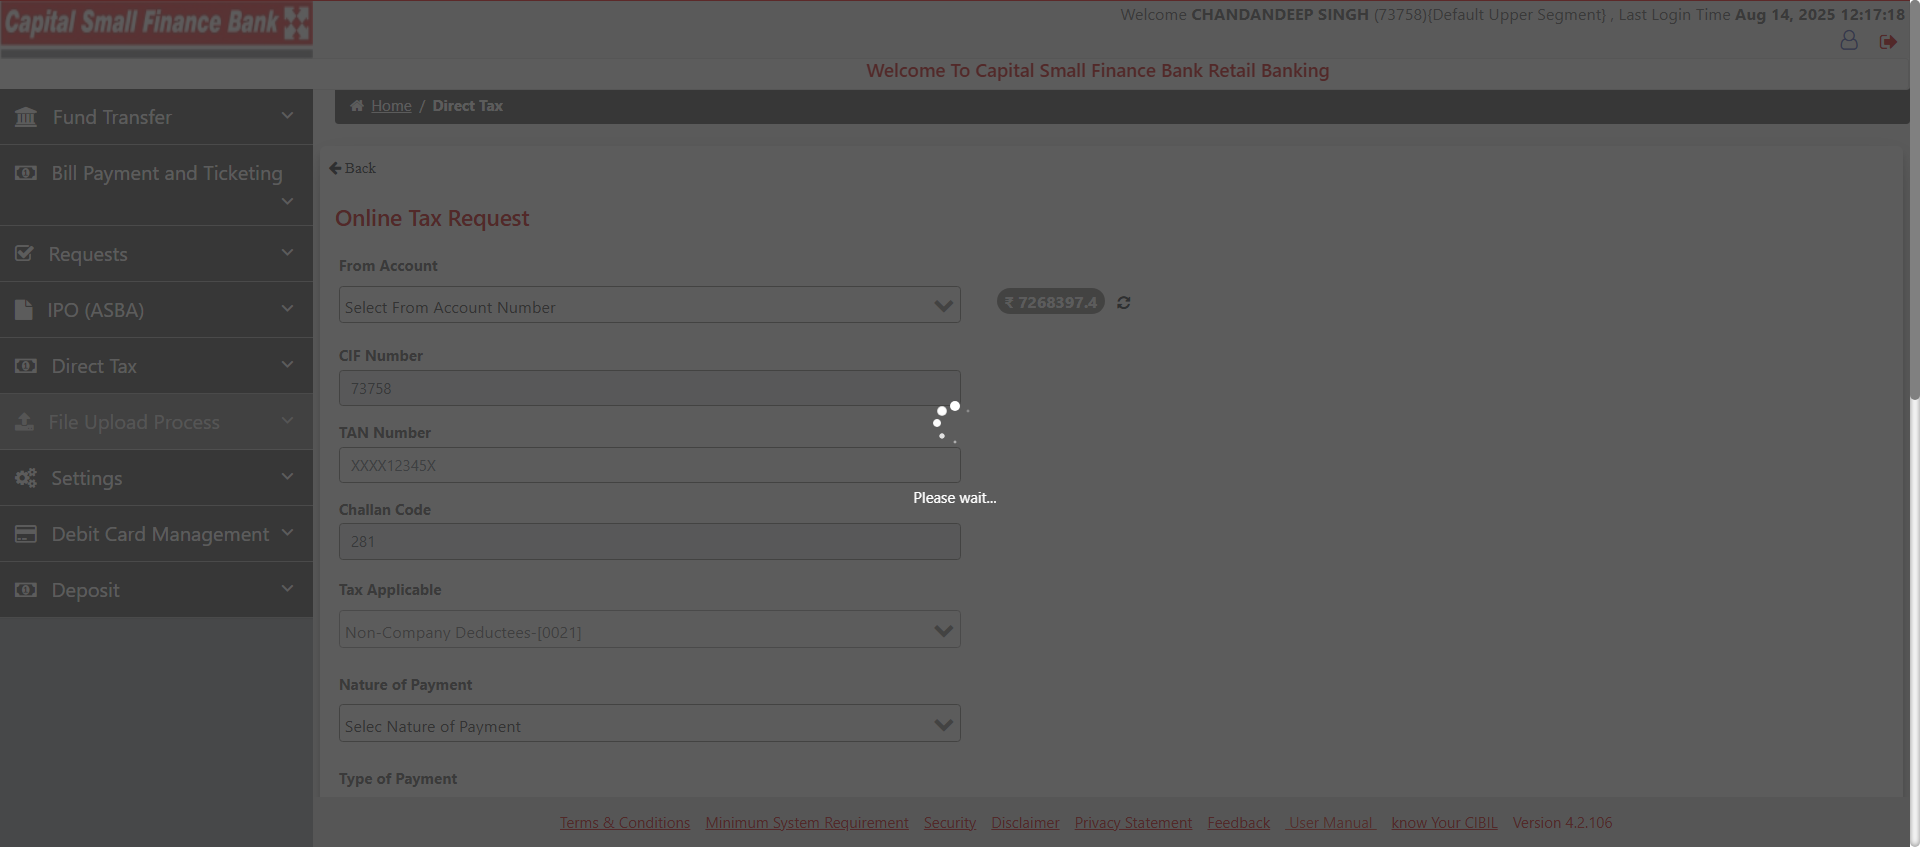 Capital Small Finance Bank
Welcome CHANDANDEEP SINGH (73758){Default Upper Segment} , Last Login Time Aug 14, 2025 12:17:18
Welcome To Capital Small Finance Bank Retail Banking
Home / Direct Tax
Fund Transfer
Bill Payment and Ticketing
Requests
IPO (ASBA)
Direct Tax
File Upload Process
Settings
Debit Card Management
Deposit
Back
Online Tax Request
From Account
Select From Account Number
₹ 7268397.4
CIF Number
73758
TAN Number
XXXX12345X
Please wait...
Challan Code
281
Tax Applicable
Non-Company Deductees-[0021]
Nature of Payment
Selec Nature of Payment
Type of Payment
Terms & Conditions Minimum System Requirement Security Disclaimer Privacy Statement Feedback User Manual know Your CIBIL Version 4.2.106